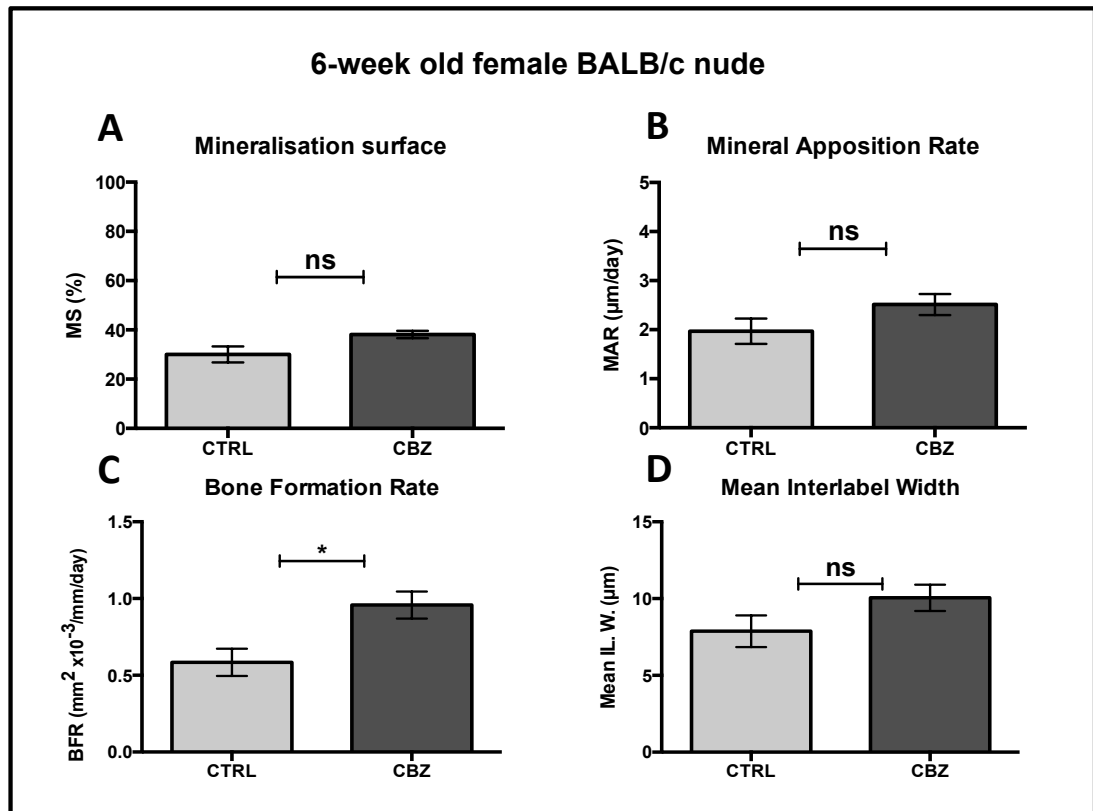 6-week old female BALB/c nude
A
Mineralisation surface
100
80
60
40
20
0
MS (%)
ns
CTRL
CBZ
B
Mineral Apposition Rate
5
4
3
2
1
0
MAR (µm/day)
ns
CTRL
CBZ
C
Bone Formation Rate
1.5
1.0
0.5
0.0
BFR (mm² x10⁻³/mm/day)
*
CTRL
CBZ
D
Mean Interlabel Width
15
10
5
0
Mean IL. W. (µm)
ns
CTRL
CBZ